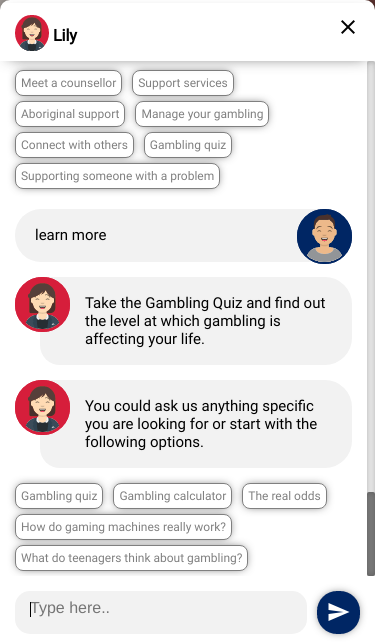 Lily
Meet a counsellor Support services
Aboriginal support Manage your gambling
Connect with others Gambling quiz
Supporting someone with a problem
learn more
Take the Gambling Quiz and find out
the level at which gambling is
affecting your life.
You could ask us anything specific
you are looking for or start with the
following options.
Gambling quiz Gambling calculator The real odds
How do gaming machines really work?
What do teenagers think about gambling?
Type here..